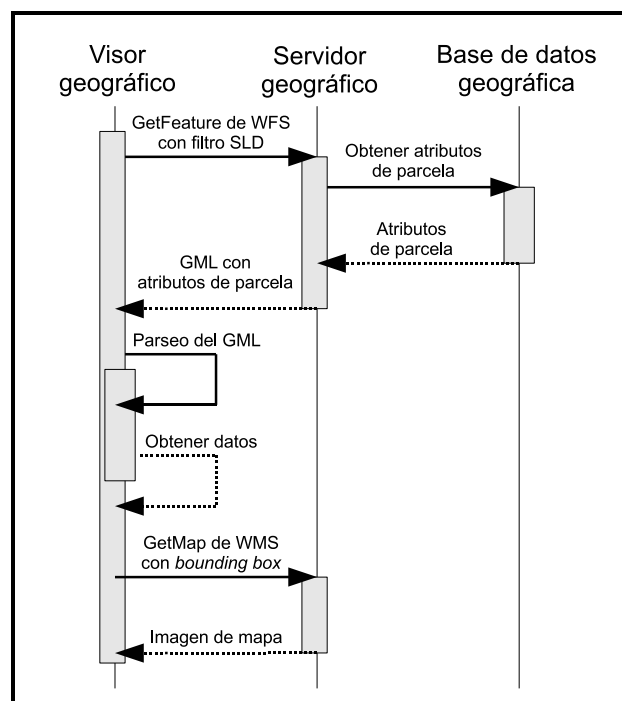 Visor
geográfico
Servidor
geográfico
Base de datos
geográfica
GetFeature de WFS
con filtro SLD
Obtener atributos
de parcela
Atributos
de parcela
GML con
atributos de parcela
Parseo del GML
Obtener datos
GetMap de WMS
con bounding box
Imagen de mapa